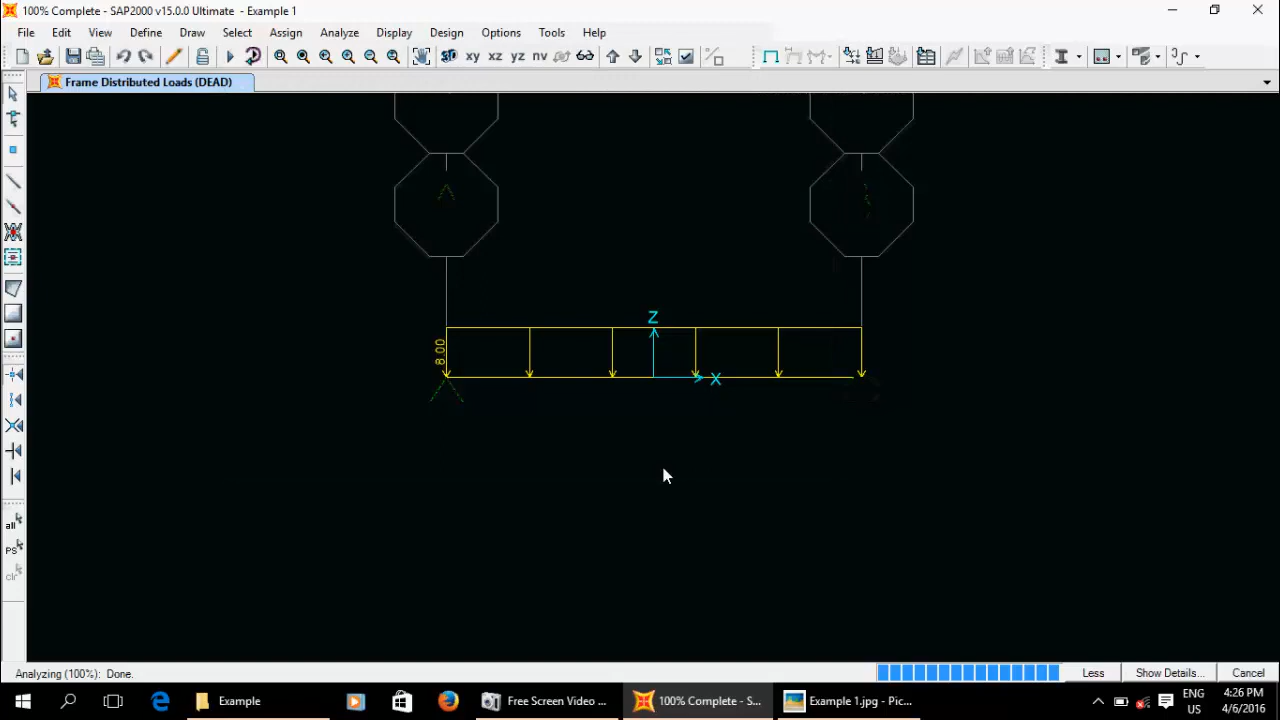 100% Complete - SAP2000 v15.0.0 Ultimate - Example 1
File Edit View Define Draw Select Assign Analyze Display Design Options Tools Help
3D xy xz yz nv
Frame Distributed Loads (DEAD)
Z
8.00
X
all
PS
clr
Analyzing (100%): Done.
Less Show Details... Cancel
Example Free Screen Video ... 100% Complete - S... Example 1.jpg - Pic...
ENG 4:26 PM
US 4/6/2016